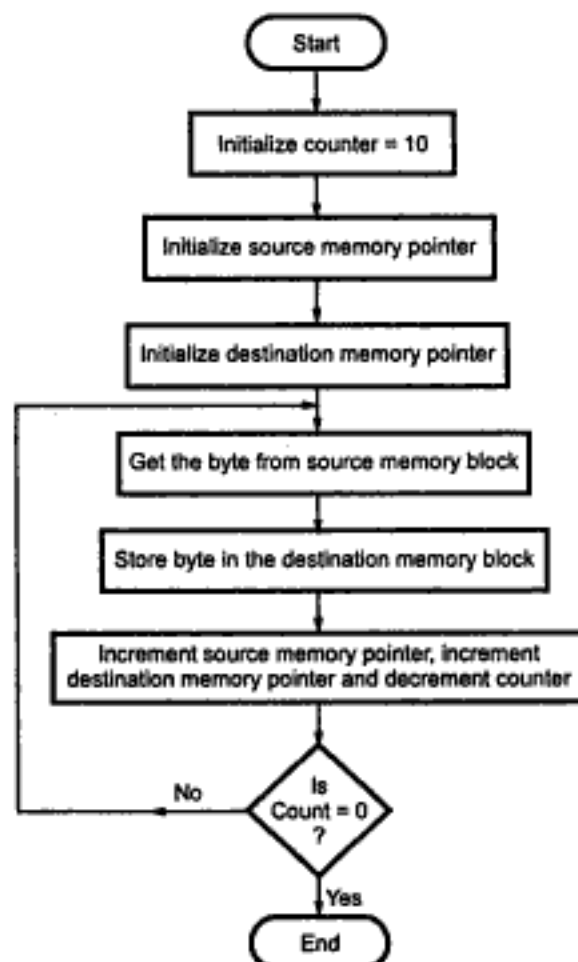 Start
Initialize counter = 10
Initialize source memory pointer
Initialize destination memory pointer
Get the byte from source memory block
Store byte in the destination memory block
Increment source memory pointer, increment
destination memory pointer and decrement counter
Is
Count = 0
?
No
Yes
End